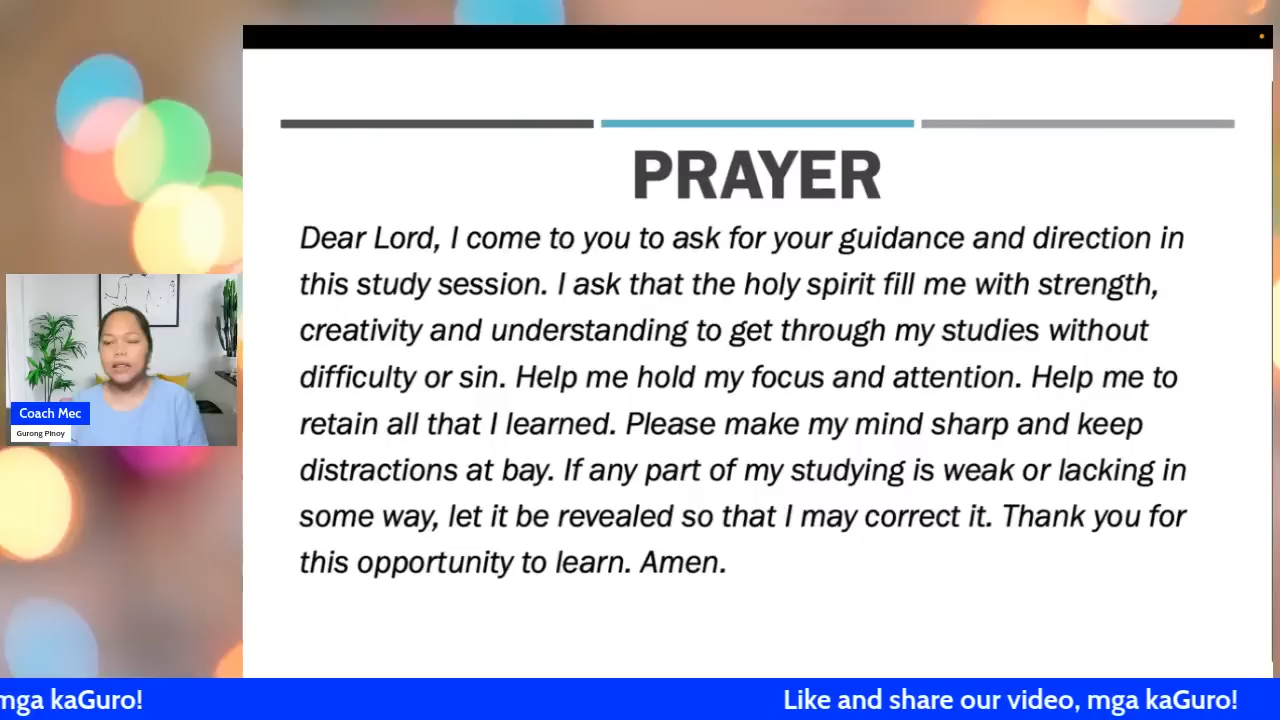 PRAYER
Dear Lord, I come to you to ask for your guidance and direction in
this study session. I ask that the holy spirit fill me with strength,
creativity and understanding to get through my studies without
difficulty or sin. Help me hold my focus and attention. Help me to
retain all that I learned. Please make my mind sharp and keep
distractions at bay. If any part of my studying is weak or lacking in
some way, let it be revealed so that I may correct it. Thank you for
this opportunity to learn. Amen.
Coach Mec
Gurong Pinoy
mga kaGuro!
Like and share our video, mga kaGuro!